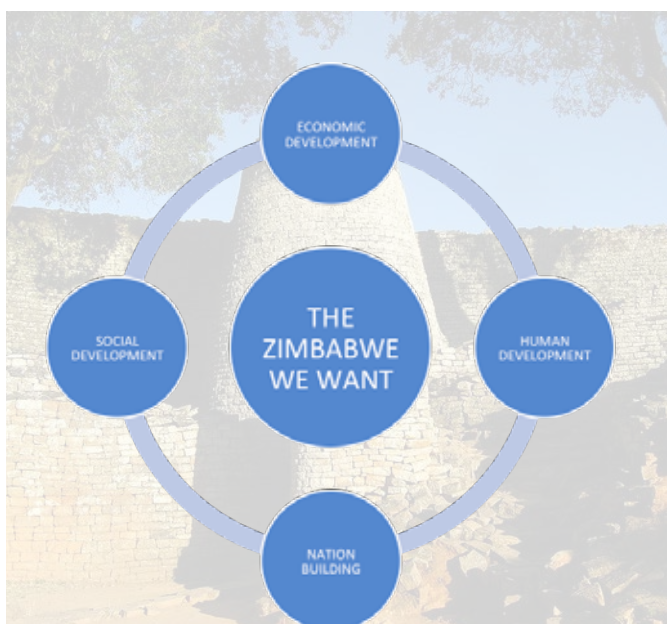 ECONOMIC
DEVELOPMENT
SOCIAL
DEVELOPMENT
THE
ZIMBABWE
WE WANT
HUMAN
DEVELOPMENT
NATION
BUILDING